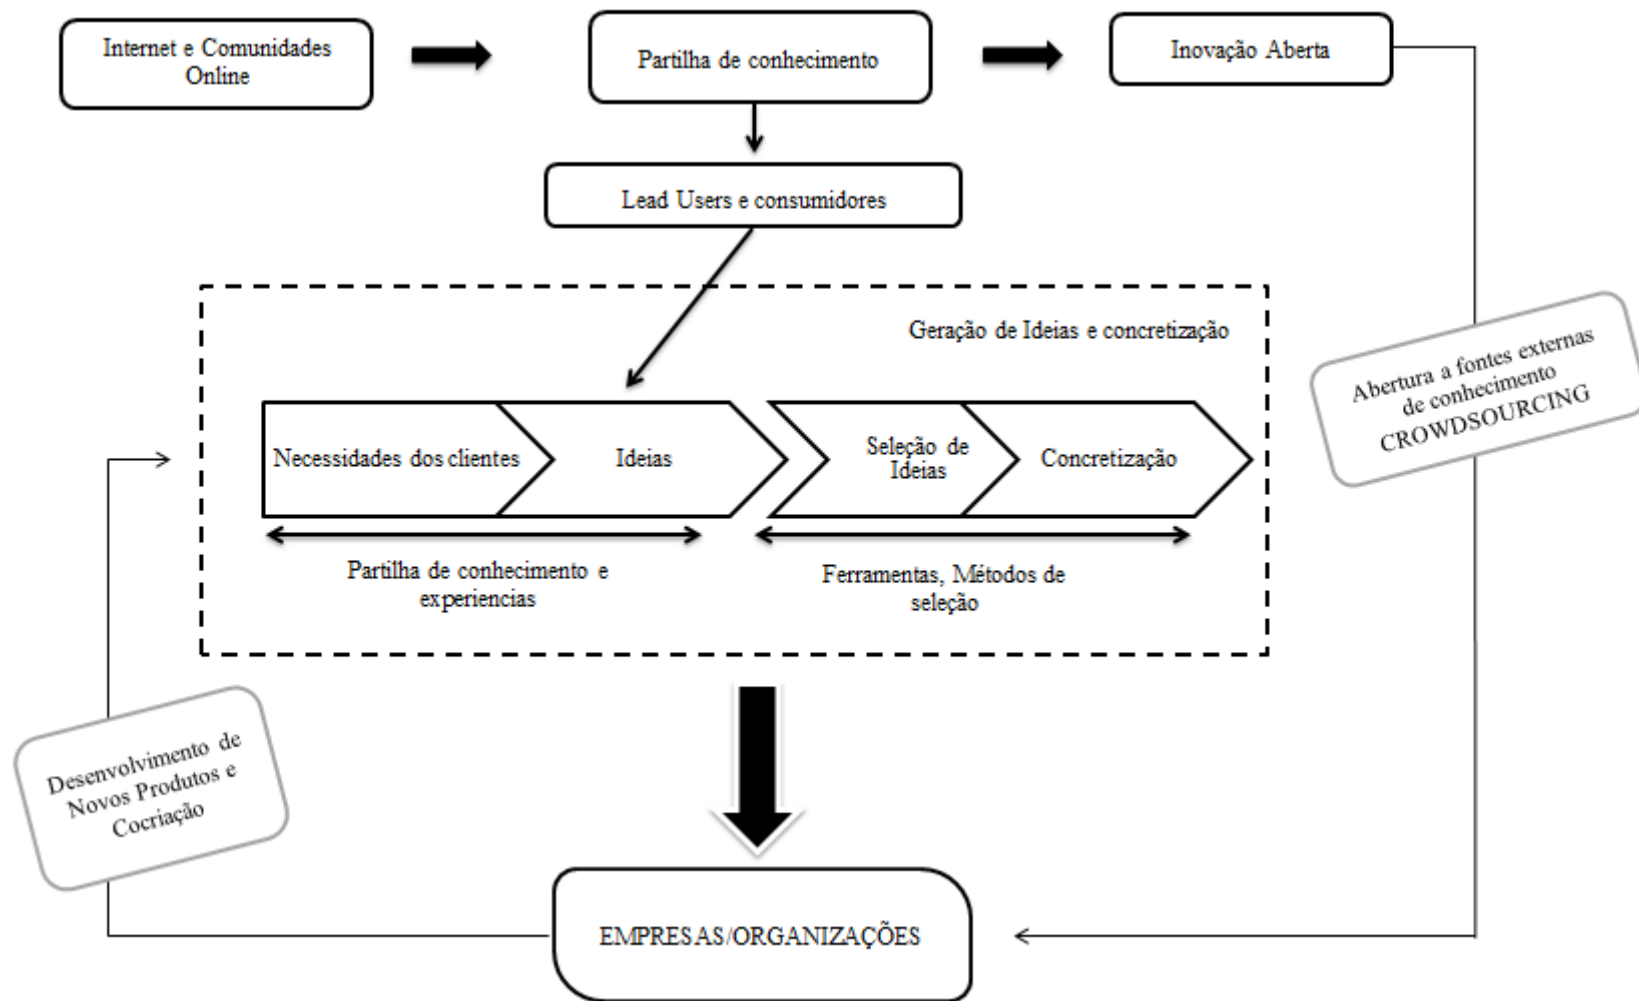 Internet e Comunidades
Online
Partilha de conhecimento
Inovação Aberta
Lead Users e consumidores
Geração de Ideias e concretização
Abertura a fontes externas
de conhecimento
CROWDSOURCING
Necessidades dos clientes
Ideias
Seleção de
Ideias
Concretização
Partilha de conhecimento e
experiencias
Ferramentas, Métodos de
seleção
Desenvolvimento de
Novos Produtos e
Cocriação
EMPRESAS/ORGANIZAÇÕES